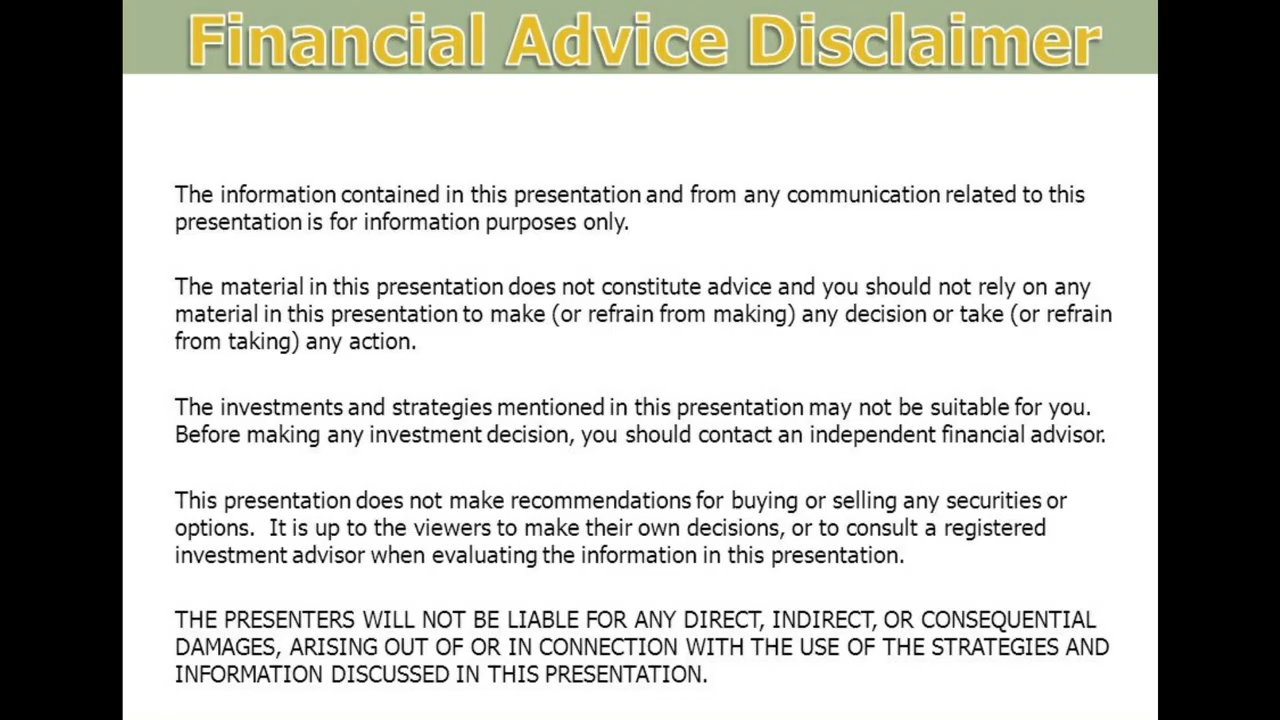 Financial Advice Disclaimer
The information contained in this presentation and from any communication related to this
presentation is for information purposes only.
The material in this presentation does not constitute advice and you should not rely on any
material in this presentation to make (or refrain from making) any decision or take (or refrain
from taking) any action.
The investments and strategies mentioned in this presentation may not be suitable for you.
Before making any investment decision, you should contact an independent financial advisor.
This presentation does not make recommendations for buying or selling any securities or
options.  It is up to the viewers to make their own decisions, or to consult a registered
investment advisor when evaluating the information in this presentation.
THE PRESENTERS WILL NOT BE LIABLE FOR ANY DIRECT, INDIRECT, OR CONSEQUENTIAL
DAMAGES, ARISING OUT OF OR IN CONNECTION WITH THE USE OF THE STRATEGIES AND
INFORMATION DISCUSSED IN THIS PRESENTATION.